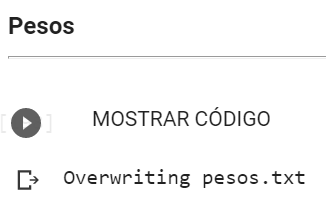 Pesos
MOSTRAR CÓDIGO
Overwriting pesos.txt